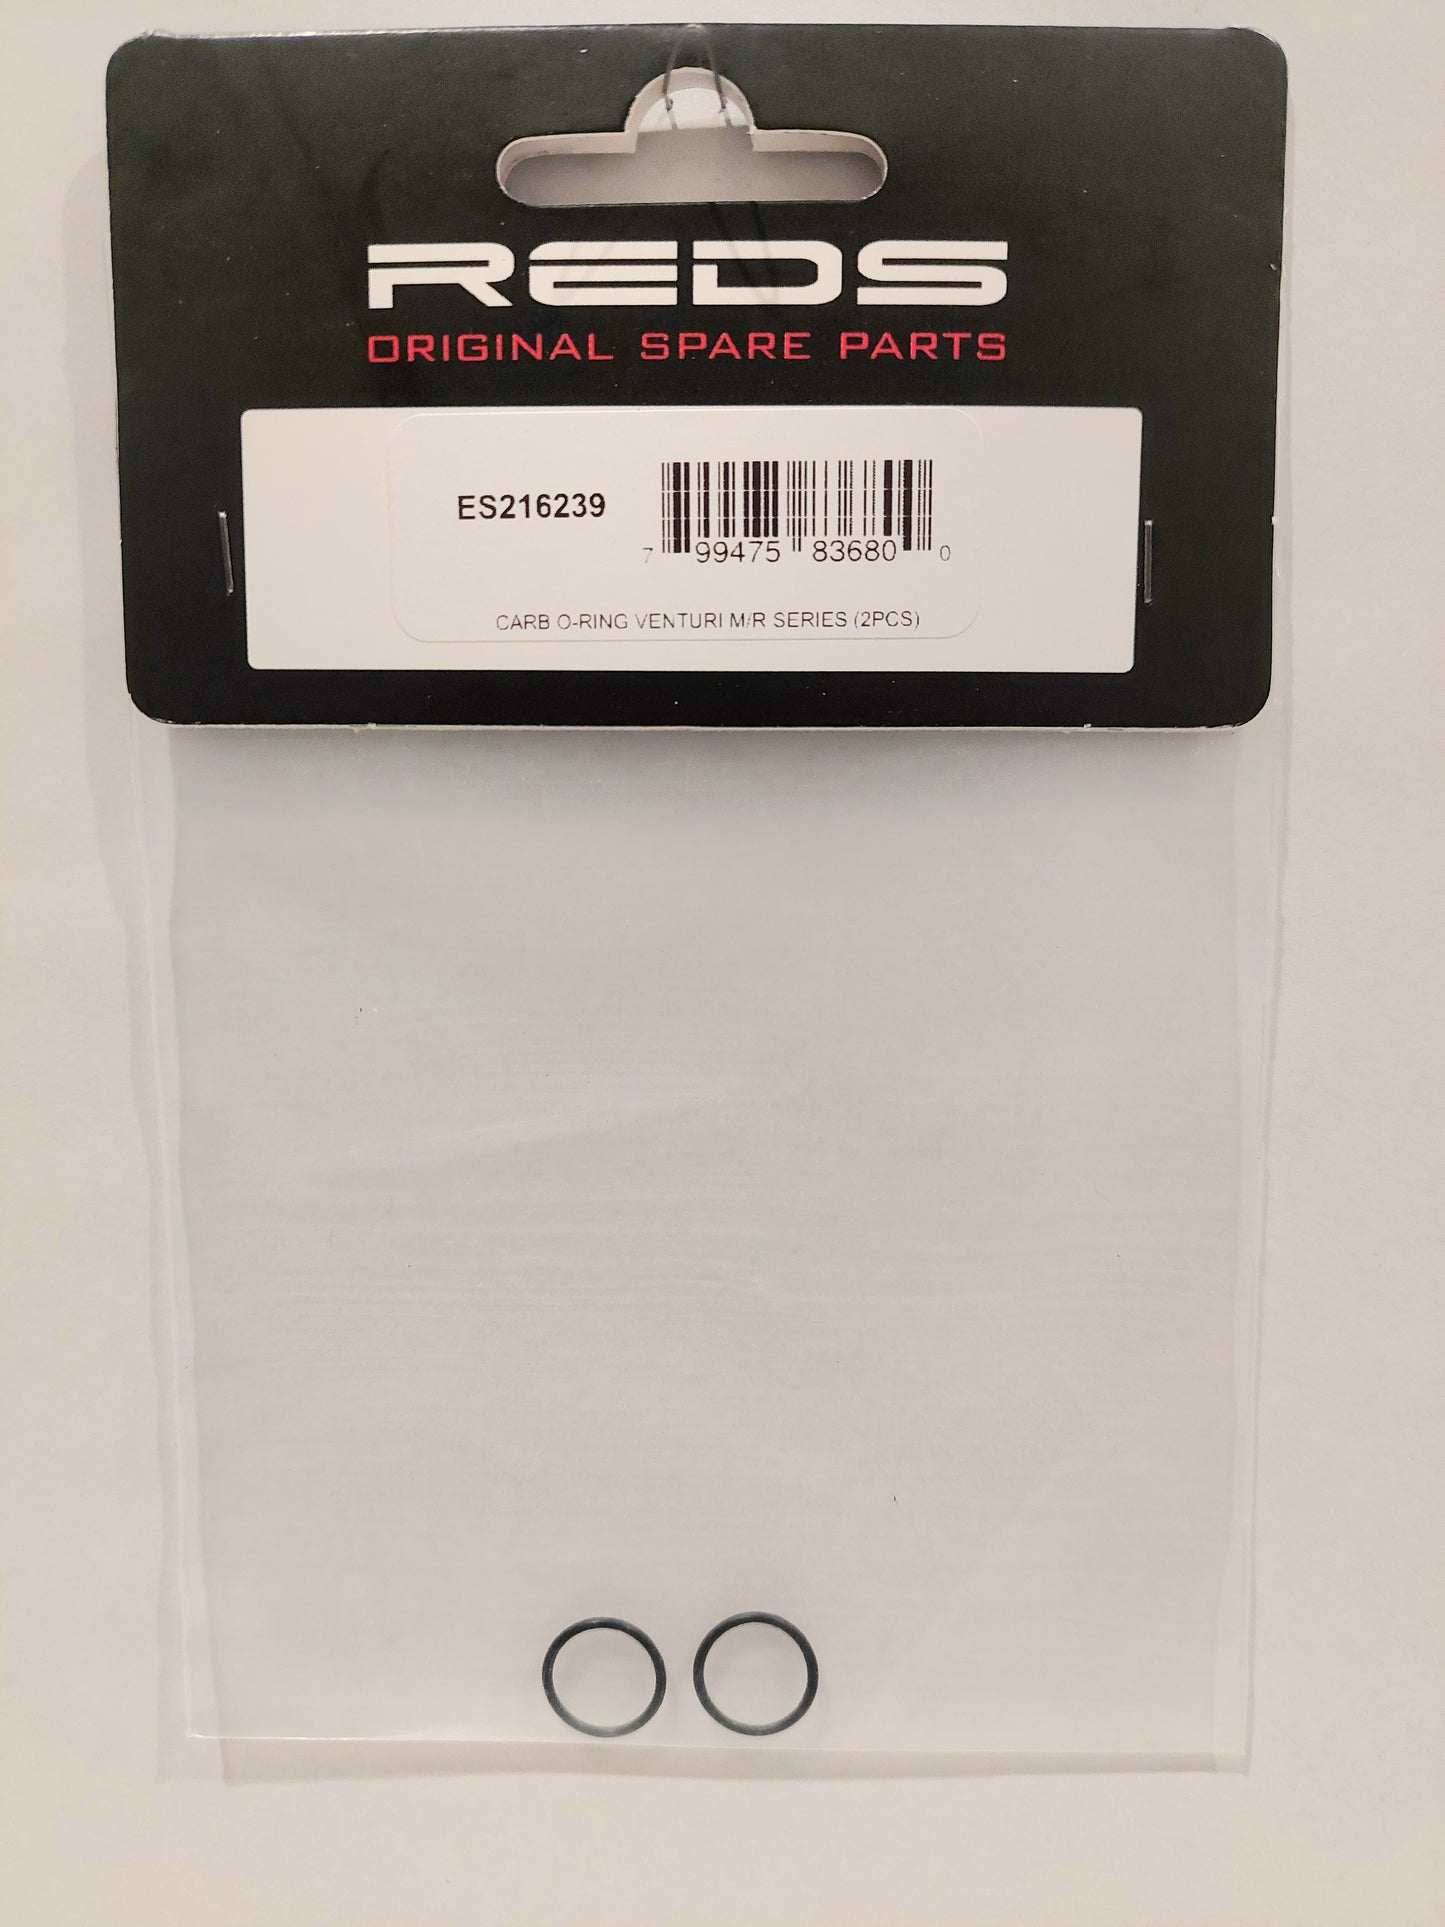 REDS
ORIGINAL SPARE PARTS
ES216239
7 99475 83680 0
CARB O-RING VENTURI M/R SERIES (2PCS)